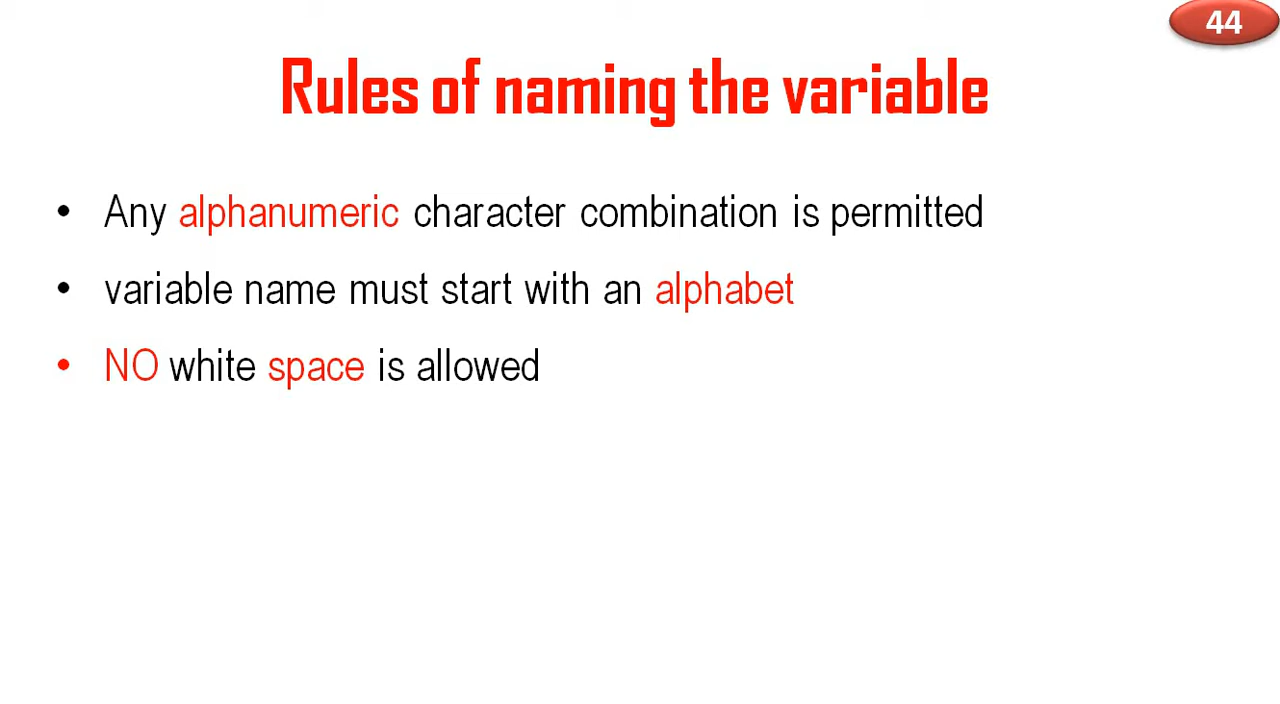 44
Rules of naming the variable
• Any alphanumeric character combination is permitted
• variable name must start with an alphabet
• NO white space is allowed